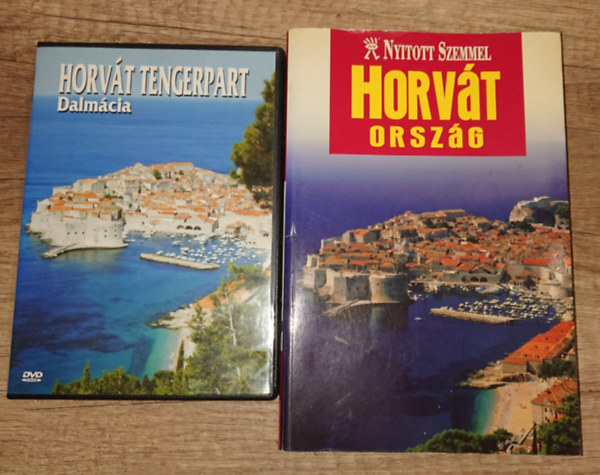 HORVÁT TENGERPART
Dalmácia
DVD
NYITOTT SZEMMEL
HORVÁT
ORSZÁG